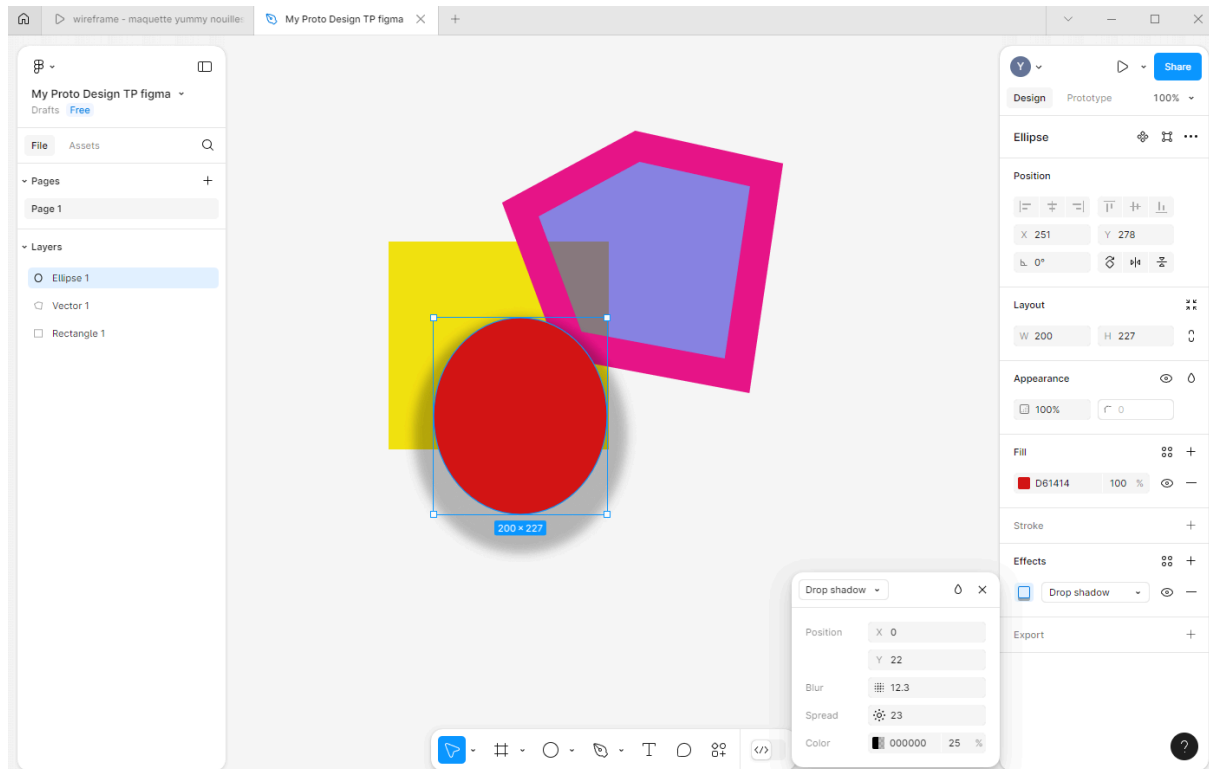 wireframe - maquette yummy nouille
My Proto Design TP figma
My Proto Design TP figma
Drafts Free
File Assets
Pages
Page 1
Layers
Ellipse 1
Vector 1
Rectangle 1
200 × 227
Y
Share
Design Prototype 100%
Ellipse
Position
X 251 Y 278
0°
Layout
W 200 H 227
Appearance
100% 0
Fill
D61414 100 %
Stroke
Effects
Drop shadow
Export
Drop shadow
Position X 0
Y 22
Blur 12.3
Spread 23
Color 000000 25 %
T
?